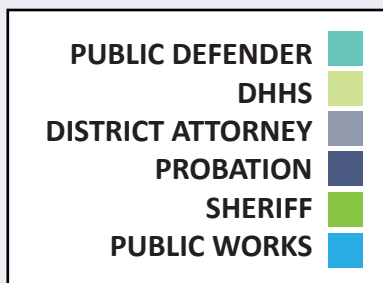 PUBLIC DEFENDER
DHHS
DISTRICT ATTORNEY
PROBATION
SHERIFF
PUBLIC WORKS